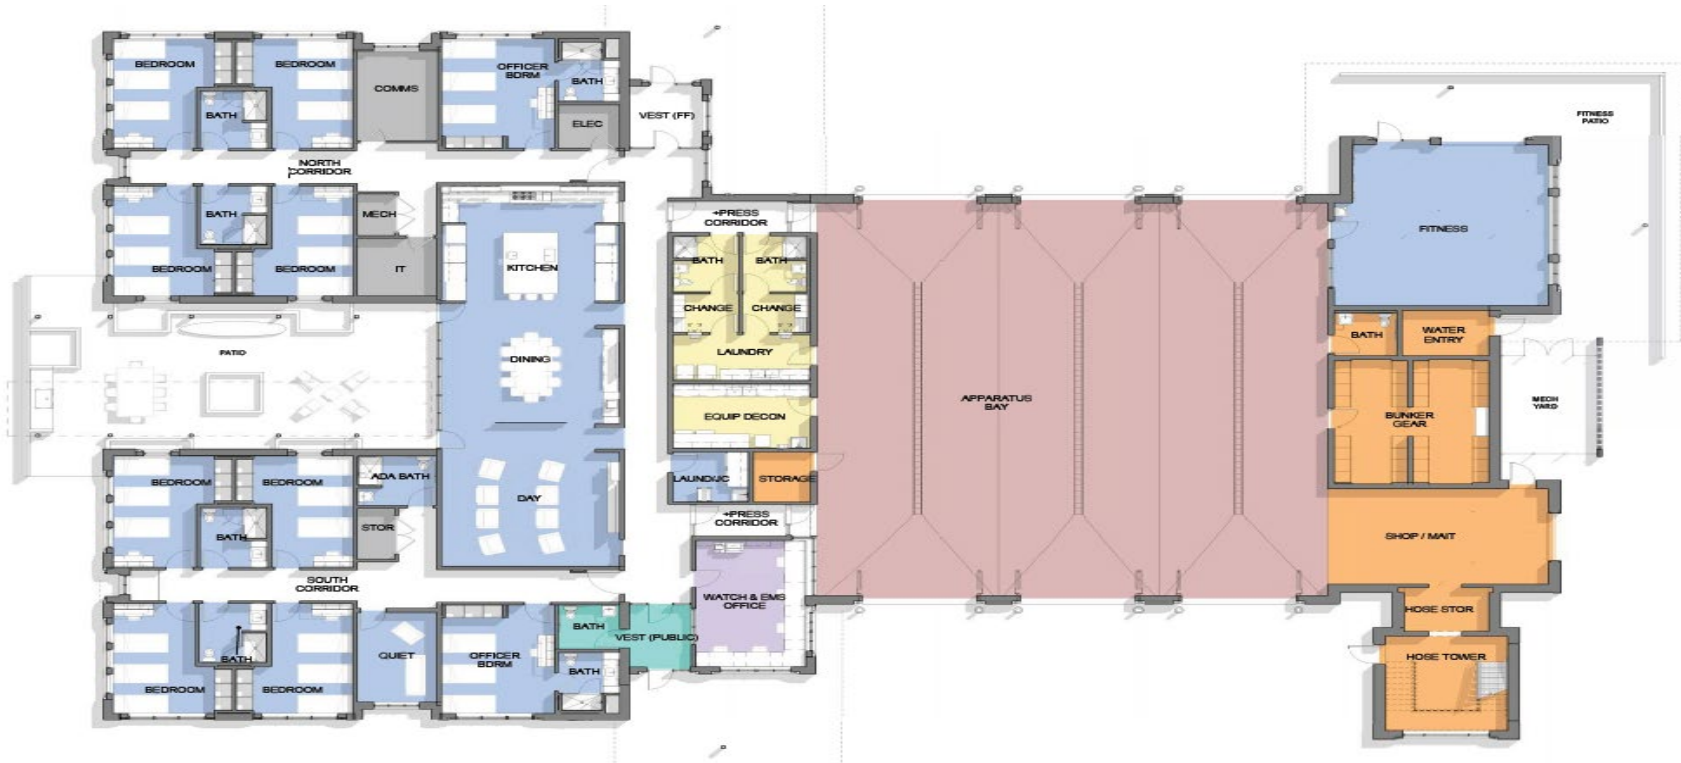 BEDROOM
BEDROOM
COMMS
OFFICER
BDRM
BATH
BATH
ELEC
VEST (FF)
FITNESS
PATIO
NORTH
CORRIDOR
BATH
MECH
+PRESS
CORRIDOR
FITNESS
BEDROOM
BEDROOM
IT
KITCHEN
BATH
BATH
CHANGE
CHANGE
BATH
WATER
ENTRY
PATIO
DINING
LAUNDRY
APPARATUS
BAY
MECH
YARD
EQUIP DECON
BUNKER
GEAR
BEDROOM
BEDROOM
ADA BATH
DAY
LAUND/JC
STORAGE
STOR
BATH
+PRESS
CORRIDOR
SHOP / MAIT
SOUTH
CORRIDOR
WATCH & EMS
OFFICE
HOSE STOR
BATH
VEST (PUBLIC)
BATH
QUIET
OFFICER
BDRM
BATH
HOSE TOWER
BEDROOM
BEDROOM